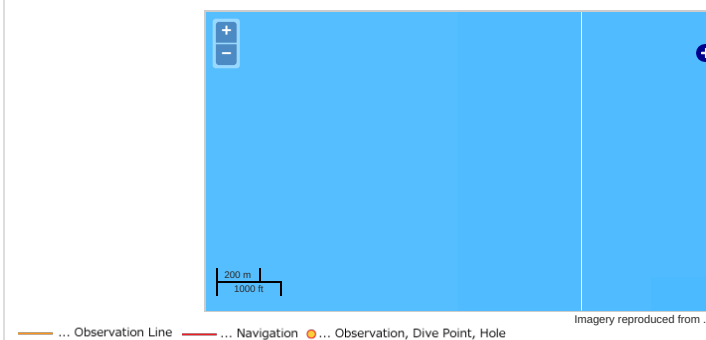 +
−
200 m
1000 ft
Imagery reproduced from .
... Observation Line ... Navigation ... Observation, Dive Point, Hole